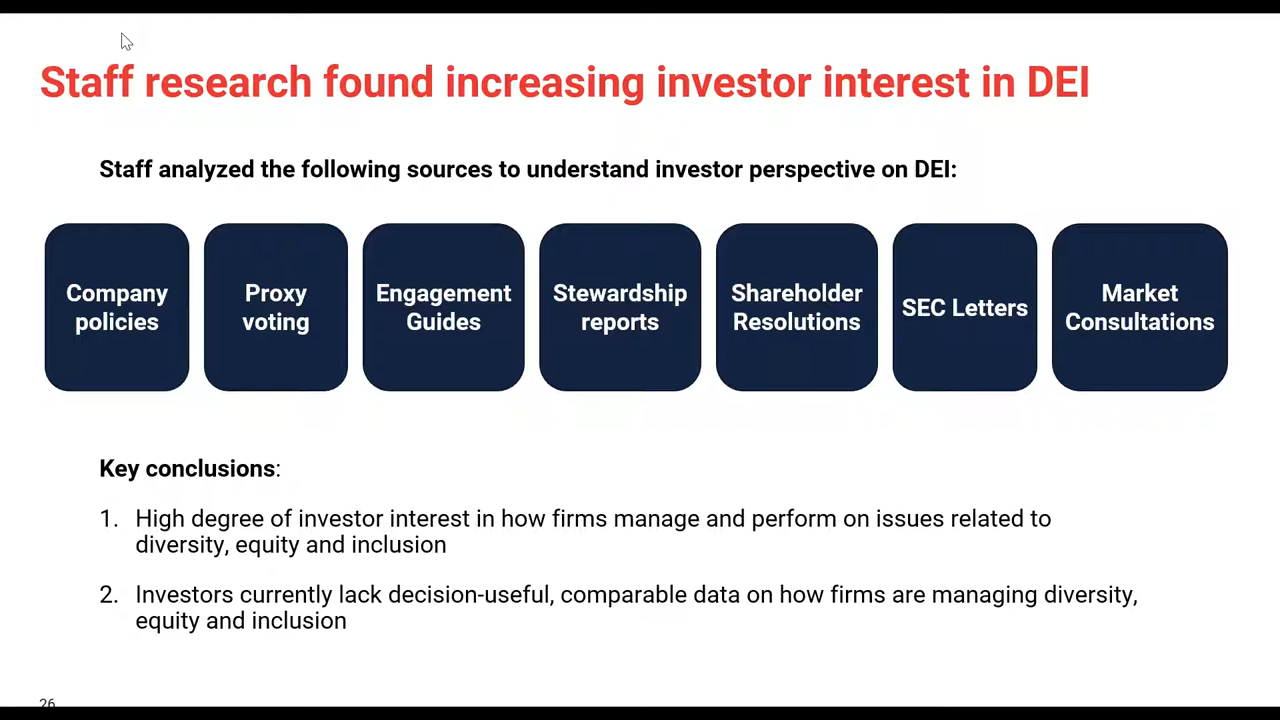 Staff research found increasing investor interest in DEI
Staff analyzed the following sources to understand investor perspective on DEI:
Company
policies
Proxy
voting
Engagement
Guides
Stewardship
reports
Shareholder
Resolutions
SEC Letters
Market
Consultations
Key conclusions:
1. High degree of investor interest in how firms manage and perform on issues related to
diversity, equity and inclusion
2. Investors currently lack decision-useful, comparable data on how firms are managing diversity,
equity and inclusion
26